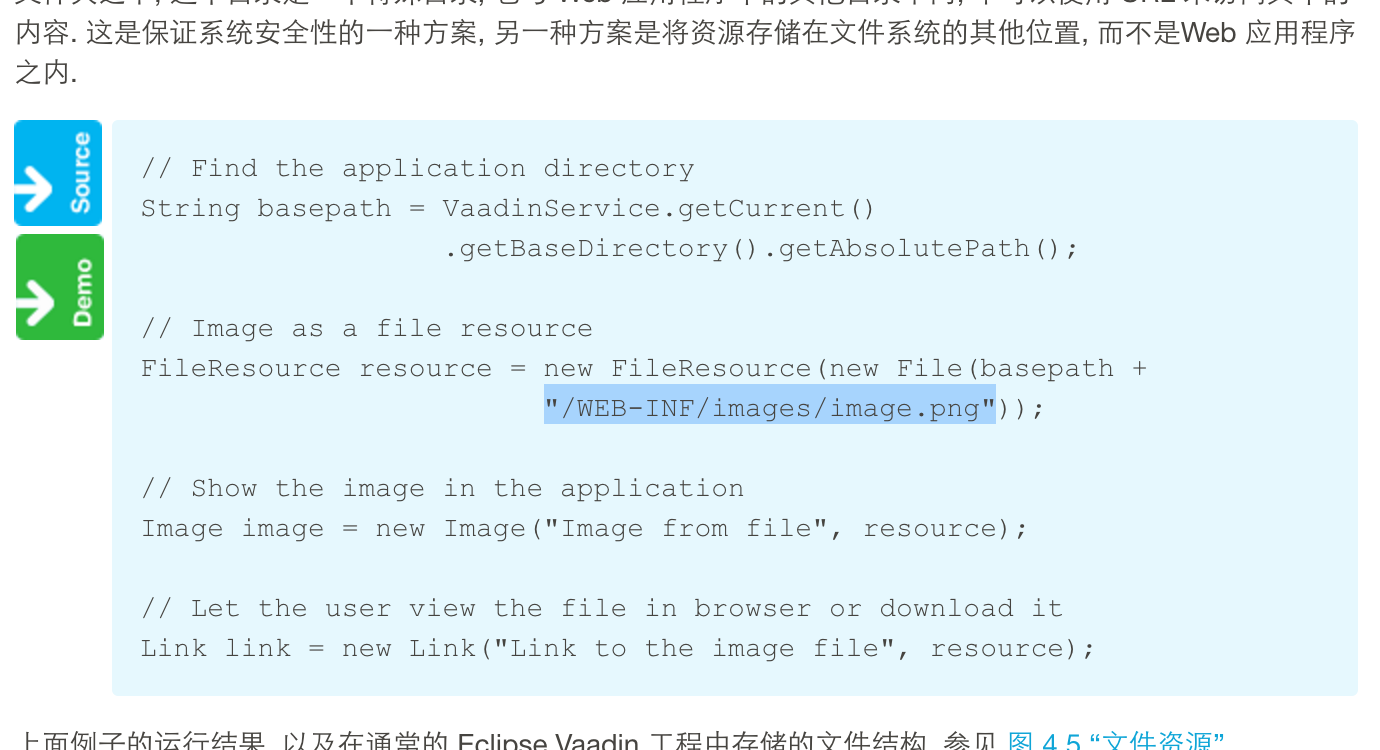 内容. 这是保证系统安全性的一种方案, 另一种方案是将资源存储在文件系统的其他位置, 而不是Web 应用程序
之内.
Source
Demo
// Find the application directory
String basepath = VaadinService.getCurrent()
.getBaseDirectory().getAbsolutePath();
// Image as a file resource
FileResource resource = new FileResource(new File(basepath +
"/WEB-INF/images/image.png"));
// Show the image in the application
Image image = new Image("Image from file", resource);
// Let the user view the file in browser or download it
Link link = new Link("Link to the image file", resource);
上面例子的运行结果, 以及在通常的 Eclipse Vaadin 工程中存储的文件结构, 参见 图 4.5 “文件资源”